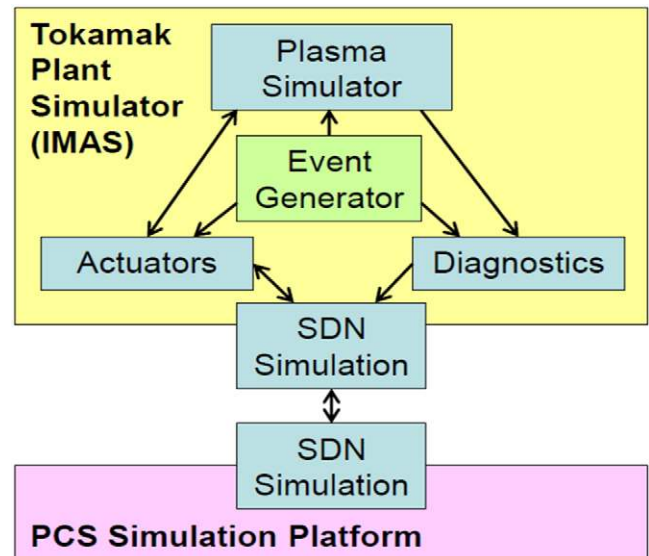 Tokamak
Plant
Simulator
(IMAS)
Plasma
Simulator
Event
Generator
Actuators
Diagnostics
SDN
Simulation
SDN
Simulation
PCS Simulation Platform